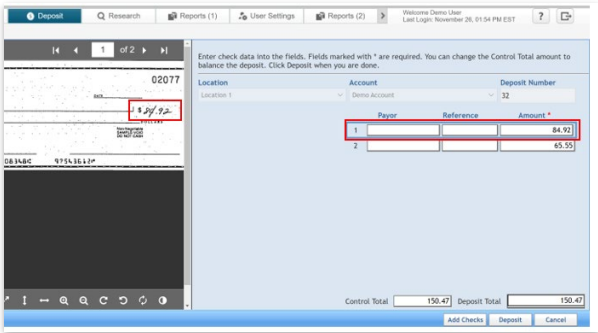 Deposit Research Reports (1) User Settings Reports (2) > Welcome Demo User
Last Login: November 26, 01:54 PM EST ?
1 of 2
Enter check data into the fields. Fields marked with * are required. You can change the Control Total amount to
balance the deposit. Click Deposit when you are done.
02077
Location Account Deposit Number
Location 1 Demo Account 32
DATE
$ 84.92
Payor Reference Amount *
1 84.92
2 65.55
Non-Negotiable
SAMPLE VOID
DO NOT CASH
Control Total 150.47 Deposit Total 150.47
Add Checks Deposit Cancel